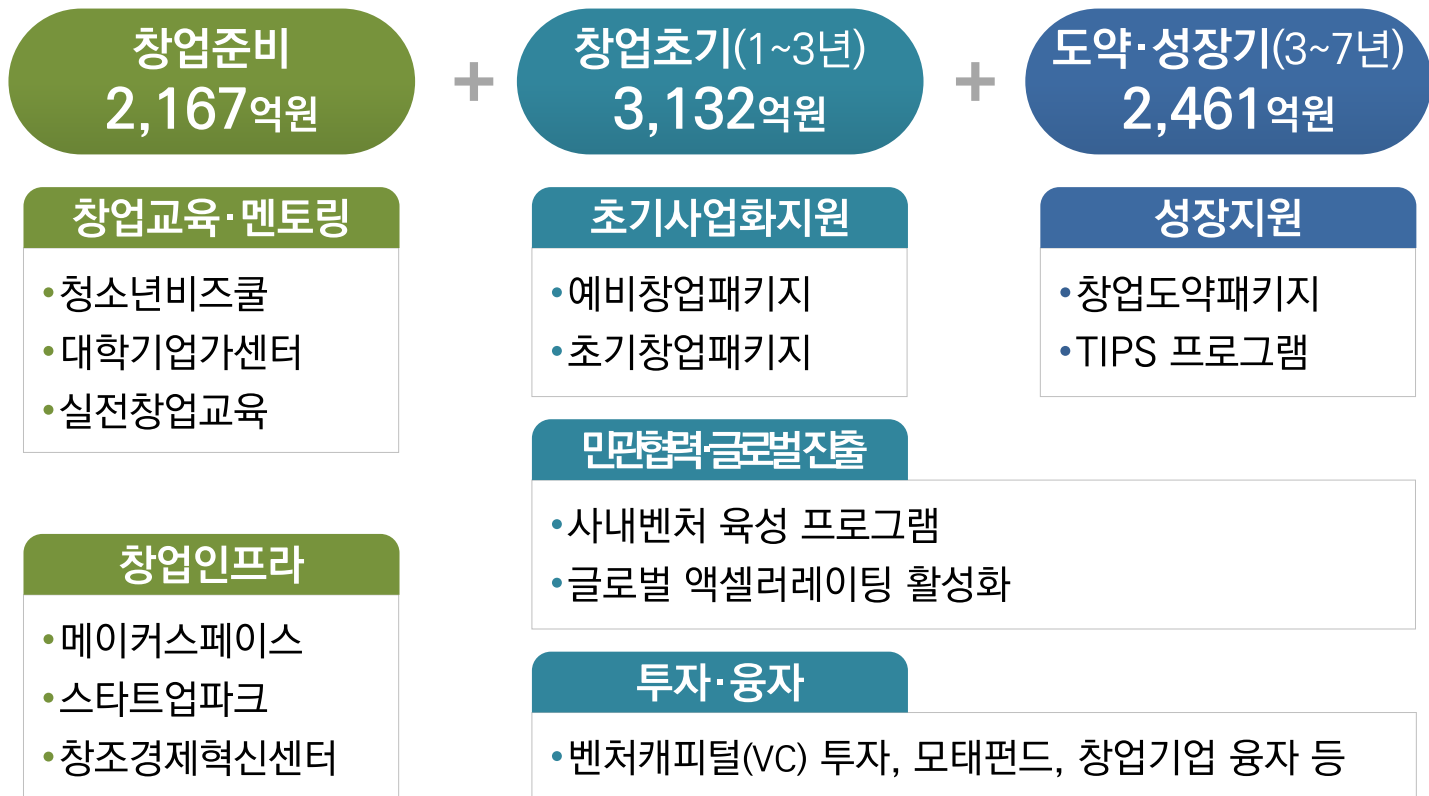 창업준비
2,167억원
+
창업초기(1~3년)
3,132억원
+
도약·성장기(3~7년)
2,461억원
창업교육·멘토링
•청소년비즈쿨
•대학기업가센터
•실전창업교육
창업인프라
•메이커스페이스
•스타트업파크
•창조경제혁신센터
초기사업화지원
•예비창업패키지
•초기창업패키지
성장지원
•창업도약패키지
•TIPS 프로그램
민관협력·글로벌 진출
•사내벤처 육성 프로그램
•글로벌 액셀러레이팅 활성화
투자·융자
•벤처캐피털(VC) 투자, 모태펀드, 창업기업 융자 등